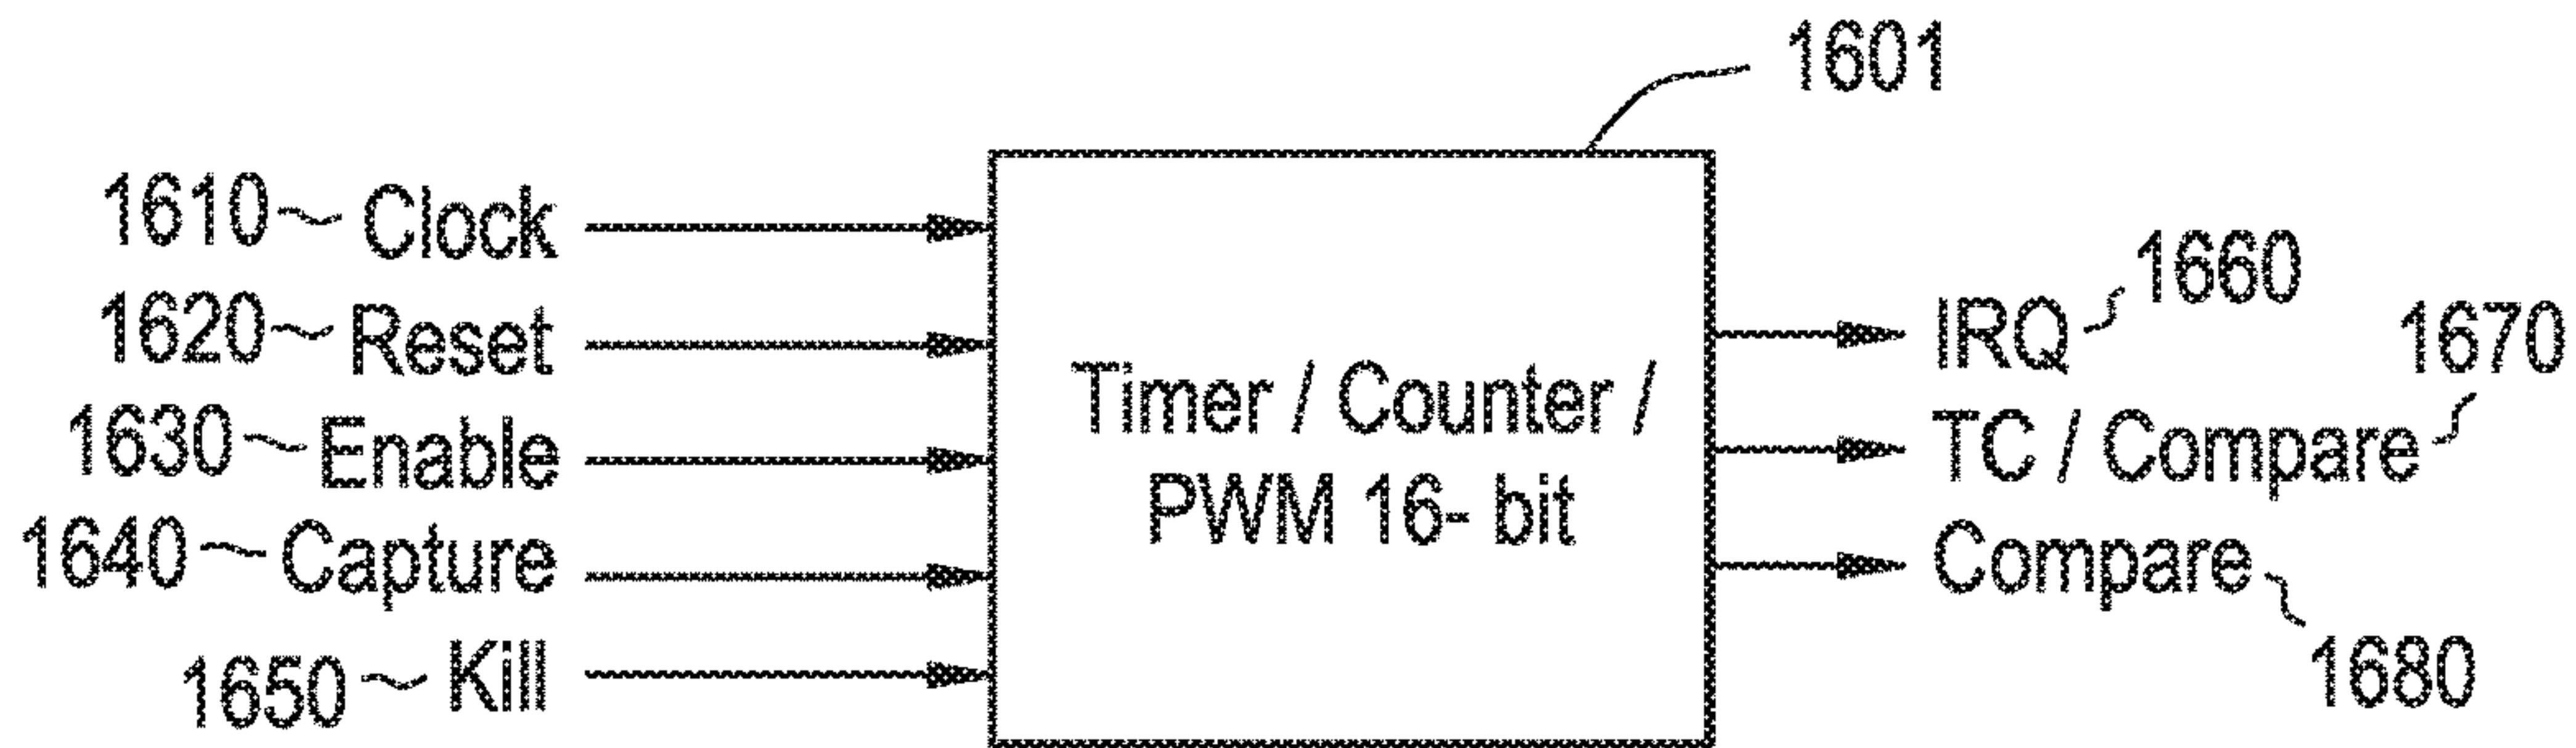 1601
1610 Clock
1620 Reset
1630 Enable
1640 Capture
1650 Kill
Timer / Counter /
PWM 16- bit
IRQ 1660
TC / Compare 1670
Compare 1680